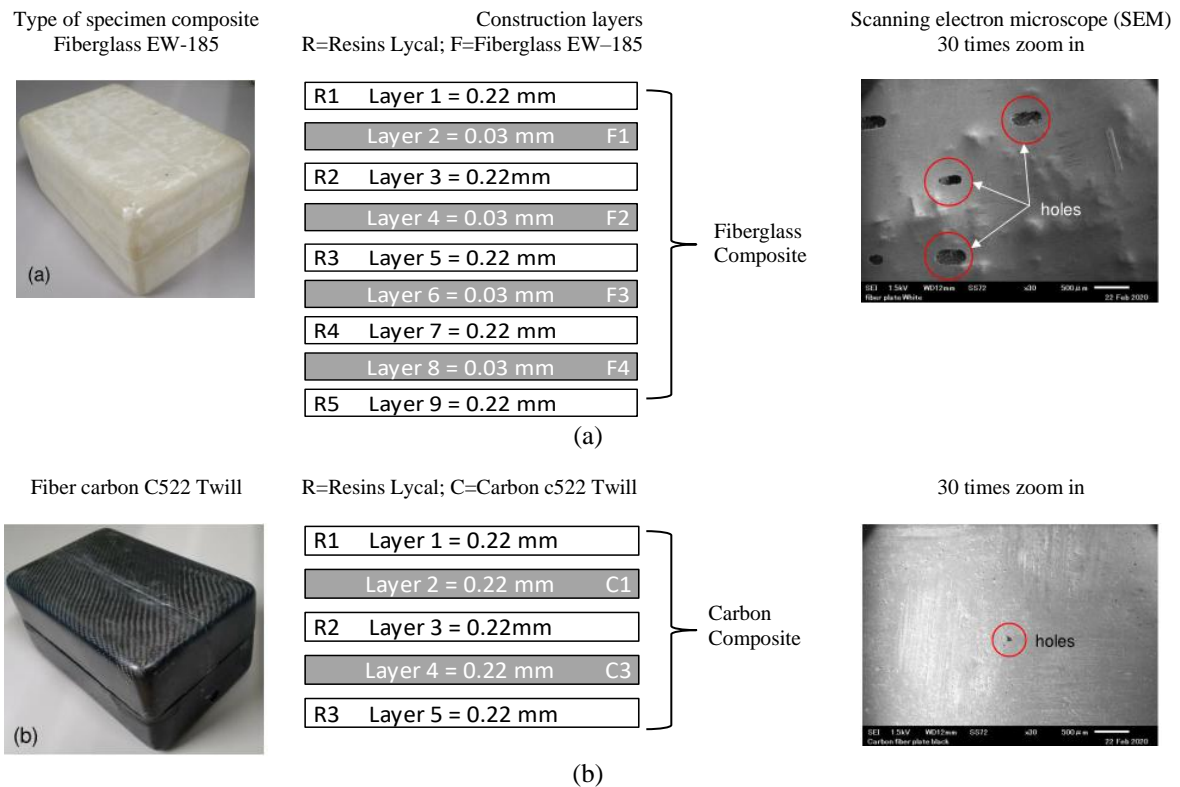 Type of specimen composite
Fiberglass EW-185
Construction layers
R=Resins Lycal; F=Fiberglass EW–185
Scanning electron microscope (SEM)
30 times zoom in
(a)
R1 Layer 1 = 0.22 mm
Layer 2 = 0.03 mm F1
R2 Layer 3 = 0.22mm
Layer 4 = 0.03 mm F2
R3 Layer 5 = 0.22 mm
Layer 6 = 0.03 mm F3
R4 Layer 7 = 0.22 mm
Layer 8 = 0.03 mm F4
R5 Layer 9 = 0.22 mm
Fiberglass
Composite
holes
SEI 1.5kV WD12mm SS72 x30 500μm
fiber plate White 22 Feb 2020
(a)
Fiber carbon C522 Twill
R=Resins Lycal; C=Carbon c522 Twill
30 times zoom in
(b)
R1 Layer 1 = 0.22 mm
Layer 2 = 0.22 mm C1
R2 Layer 3 = 0.22mm
Layer 4 = 0.22 mm C3
R3 Layer 5 = 0.22 mm
Carbon
Composite
holes
SEI 1.5kV WD12mm SS72 x30 500μm
Carbon fiber plate black 22 Feb 2020
(b)